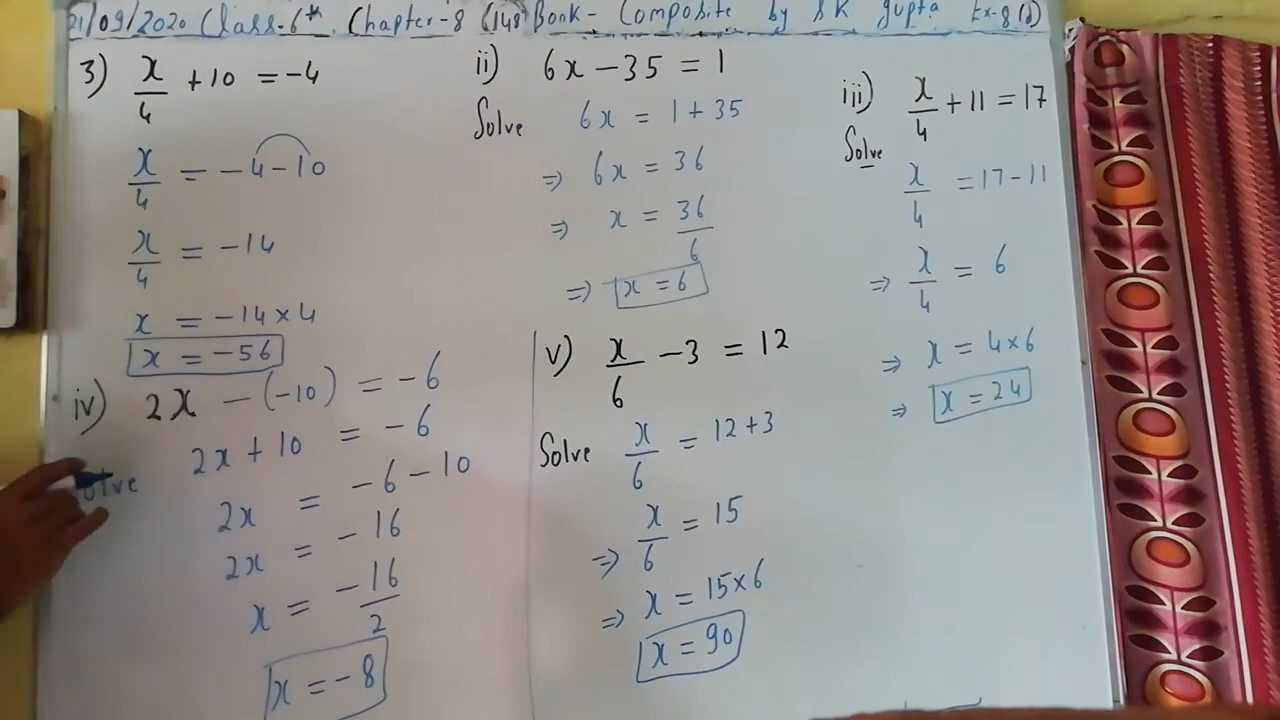 21/09/2020 Class-6th Chapter-8 (148) Book- Composite by SK Gupta Ex-8(B)
3) x/4 + 10 = -4
x/4 = -4-10
x/4 = -14
x = -14×4
x = -56
ii) 6x - 35 = 1
Solve 6x = 1 + 35
⇒ 6x = 36
⇒ x = 36/6
⇒ x = 6
iii) x/4 + 11 = 17
Solve
x/4 = 17-11
⇒ x/4 = 6
⇒ x = 4×6
⇒ x = 24
iv) 2x - (-10) = -6
Solve 2x + 10 = -6
2x = -6 - 10
2x = -16
x = -16/2
x = -8
v) x/6 - 3 = 12
Solve x/6 = 12+3
⇒ x/6 = 15
⇒ x = 15×6
x = 90